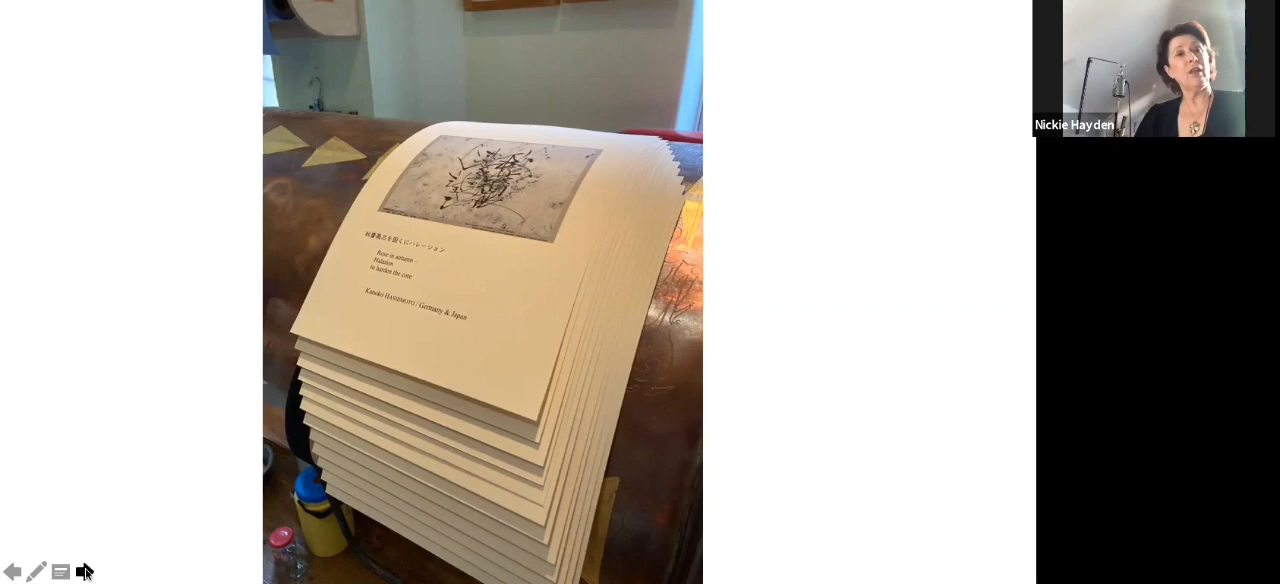 Rose in autumn –
Halation
to harden the core
Kanoko HASHIMOTO / Germany & Japan
Nickie Hayden